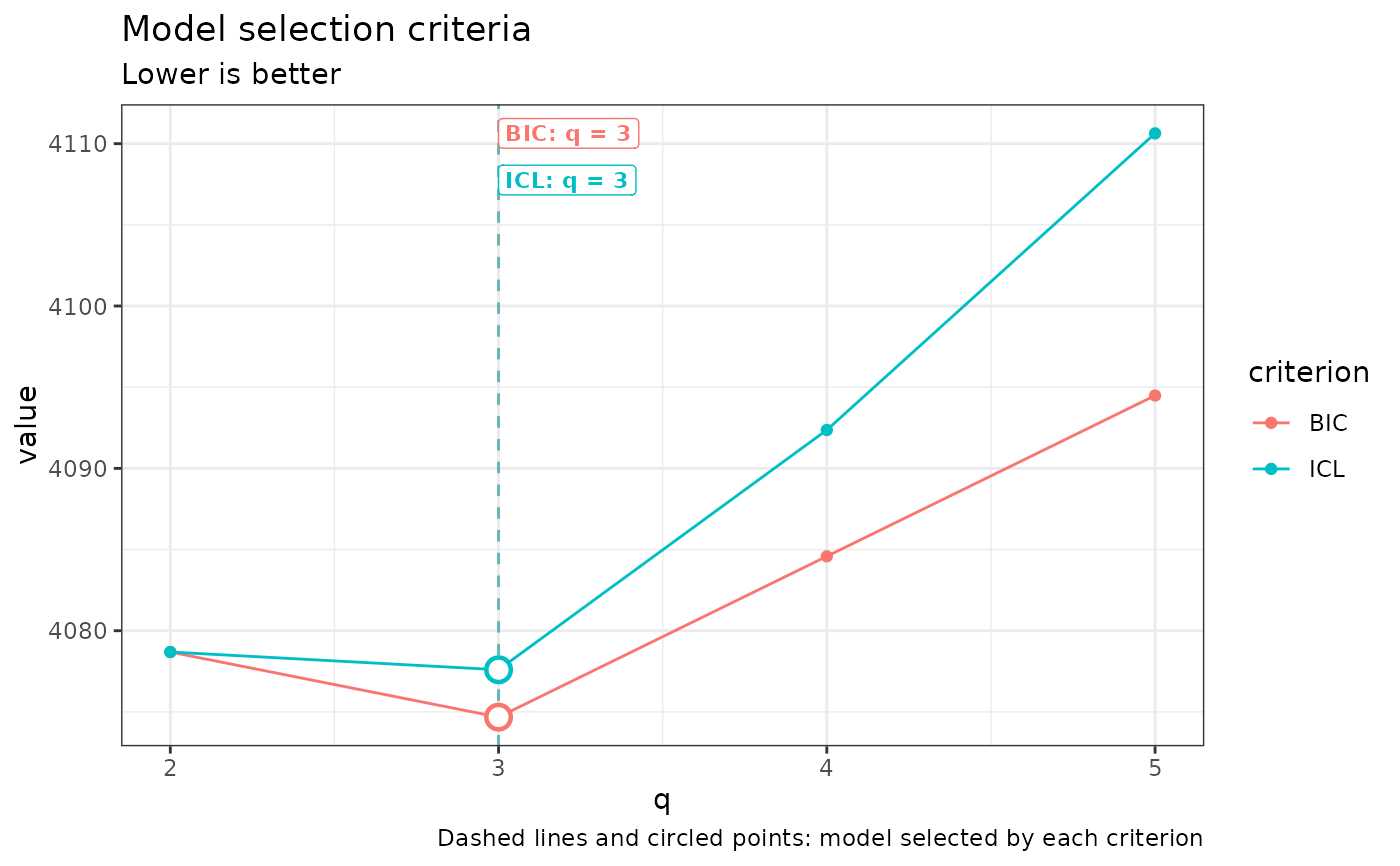 Model selection criteria
Lower is better
BIC: q = 3
ICL: q = 3
4110
4100
4090
4080
value
2 3 4 5
q
criterion
BIC
ICL
Dashed lines and circled points: model selected by each criterion